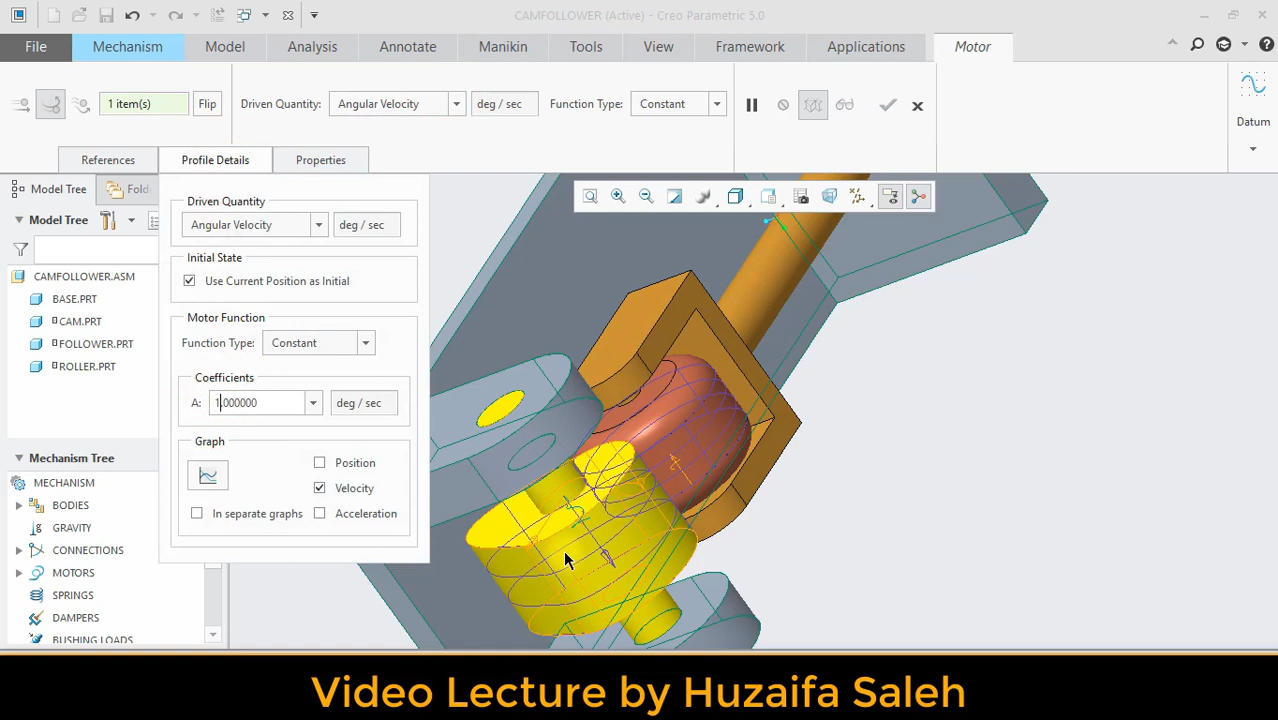 CAMFOLLOWER (Active) - Creo Parametric 5.0
File Mechanism Model Analysis Annotate Manikin Tools View Framework Applications Motor
1 item(s) Flip Driven Quantity: Angular Velocity deg / sec Function Type: Constant
Datum
References Profile Details Properties
Model Tree Fold
Model Tree
Driven Quantity
Angular Velocity deg / sec
Initial State
Use Current Position as Initial
Motor Function
Function Type: Constant
Coefficients
A: 1.000000 deg / sec
Graph
Position
Velocity
In separate graphs Acceleration
CAMFOLLOWER.ASM
BASE.PRT
CAM.PRT
FOLLOWER.PRT
ROLLER.PRT
Mechanism Tree
MECHANISM
BODIES
GRAVITY
CONNECTIONS
MOTORS
SPRINGS
DAMPERS
BUSHING LOADS
Video Lecture by Huzaifa Saleh